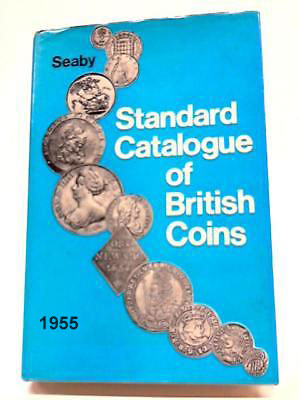 Seaby
Standard
Catalogue
of
British
Coins
1955